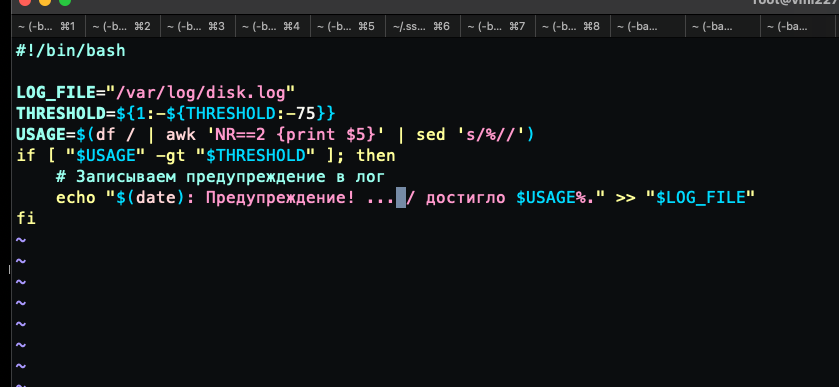 root@vmi227
~ (-b... ⌘1 ~ (-b... ⌘2 ~ (-b... ⌘3 ~ (-b... ⌘4 ~ (-b... ⌘5 ~/.ss... ⌘6 ~ (-b... ⌘7 ~ (-b... ⌘8 ~ (-ba... ~ (-ba... ~ (-ba...
#!/bin/bash
LOG_FILE="/var/log/disk.log"
THRESHOLD=${1:-${THRESHOLD:-75}}
USAGE=$(df / | awk 'NR==2 {print $5}' | sed 's/%//')
if [ "$USAGE" -gt "$THRESHOLD" ]; then
    # Записываем предупреждение в лог
    echo "$(date): Предупреждение! ... / достигло $USAGE%." >> "$LOG_FILE"
fi
~
~
~
~
~
~
~
~